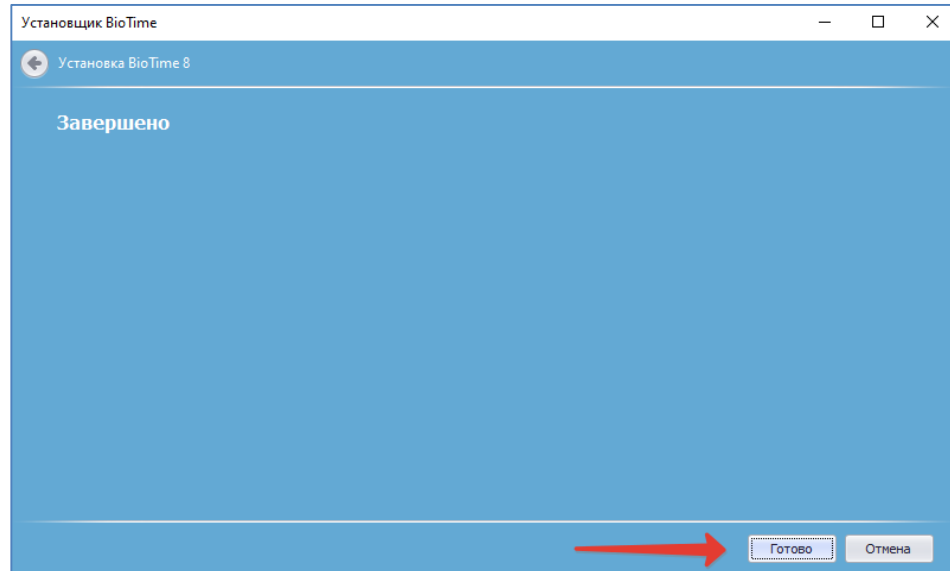 Установщик BioTime
Установка BioTime 8
Завершено
Готово
Отмена